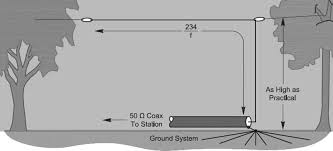 234
f
As High as
Practical
50 Ω Coax
To Station
Ground System